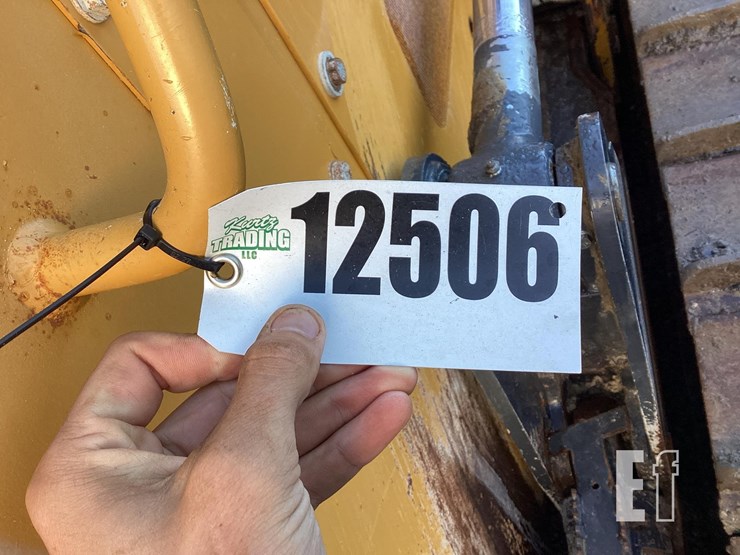 Kurtz
TRADING
LLC
12506
Ef